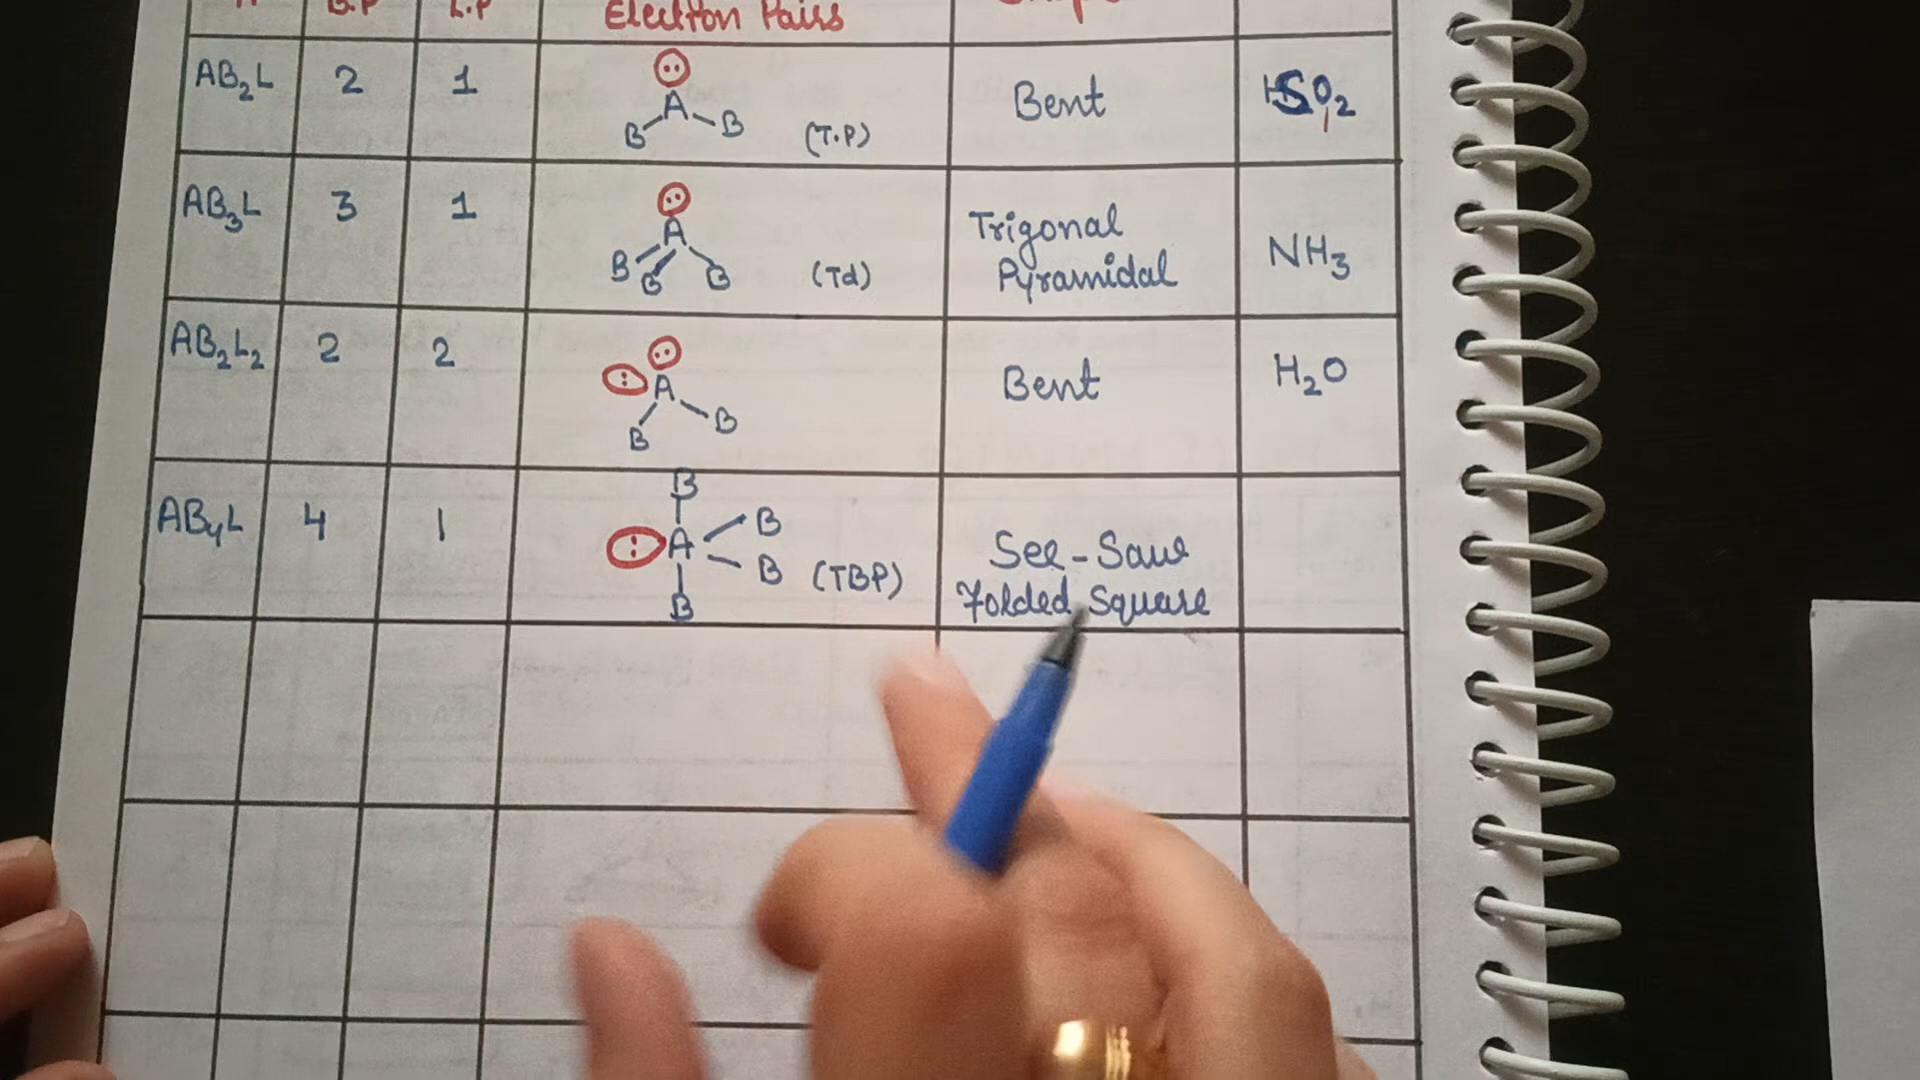 B.P L.P Electron Pairs
AB2L 2 1 A B B (T.P) Bent SO2
AB3L 3 1 A B B B (Td) Trigonal Pyramidal NH3
AB2L2 2 2 A B B Bent H2O
AB4L 4 1 B A B B B (TBP) See-Saw Folded Square